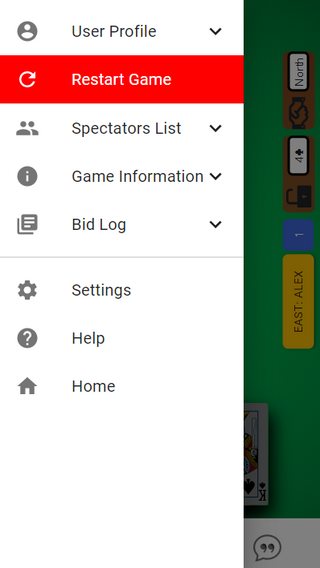 User Profile
Restart Game
Spectators List
Game Information
Bid Log
Settings
Help
Home
North
4♣
1
EAST: ALEX
K